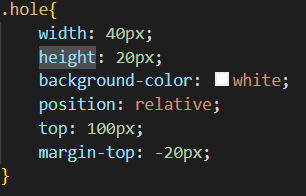 .hole{
    width: 40px;
    height: 20px;
    background-color: white;
    position: relative;
    top: 100px;
    margin-top: -20px;
}